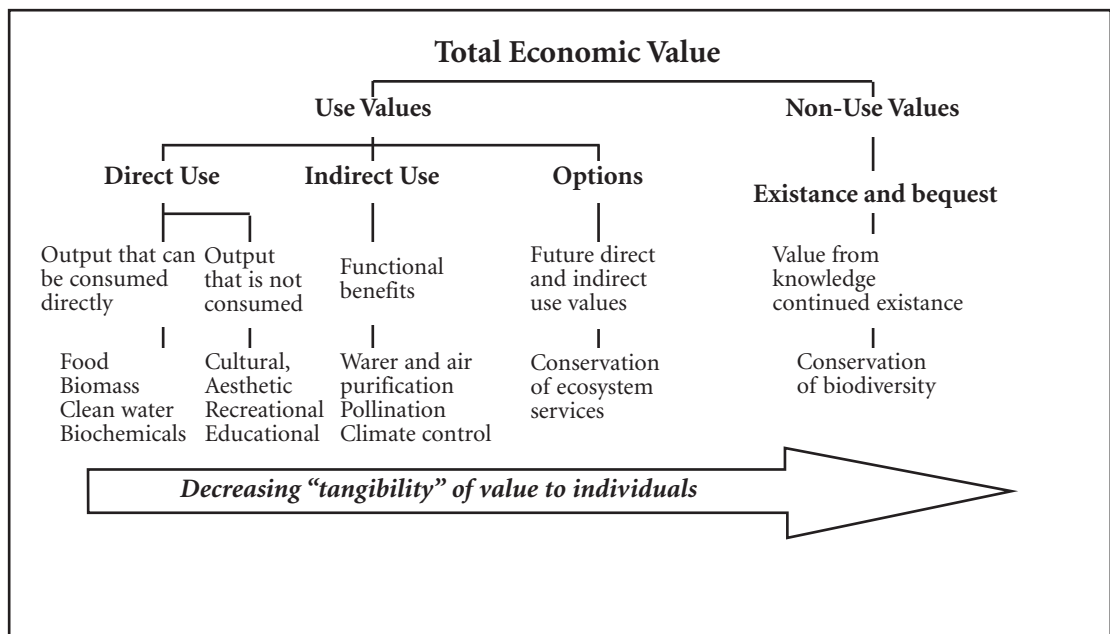 Total Economic Value
Use Values
Non-Use Values
Direct Use
Indirect Use
Options
Existance and bequest
Output that can
be consumed
directly
Output
that is not
consumed
Functional
benefits
Future direct
and indirect
use values
Value from
knowledge
continued existance
Food
Biomass
Clean water
Biochemicals
Cultural,
Aesthetic
Recreational
Educational
Warer and air
purification
Pollination
Climate control
Conservation
of ecosystem
services
Conservation
of biodiversity
Decreasing “tangibility” of value to individuals